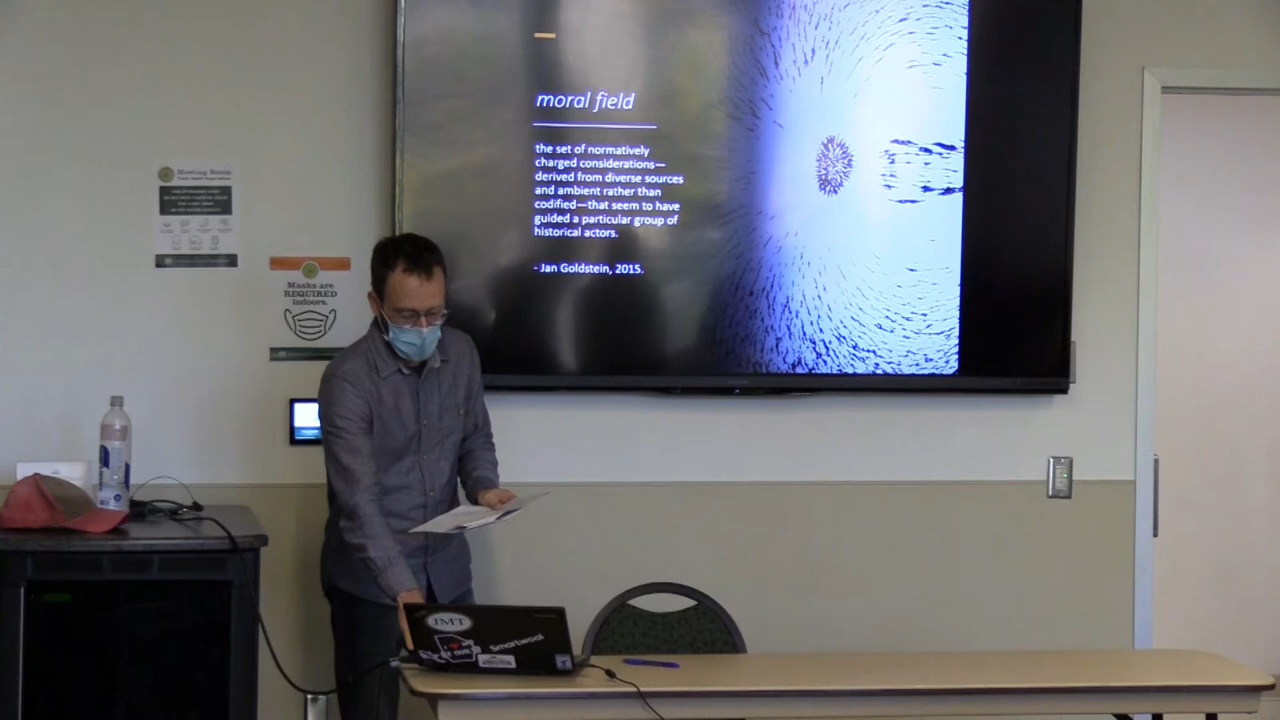 moral field
the set of normatively
charged considerations—
derived from diverse sources
and ambient rather than
codified—that seem to have
guided a particular group of
historical actors.
- Jan Goldstein, 2015.
Meeting Room
Masks are
REQUIRED
indoors.
JMT
Smartwool